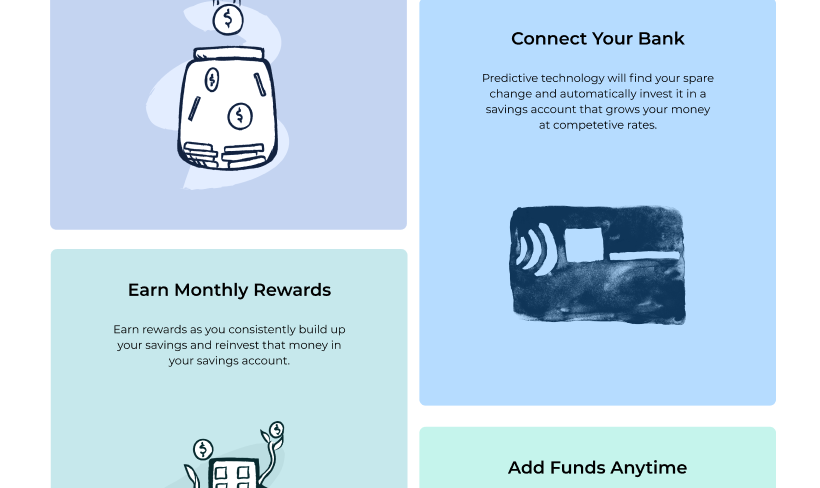 Connect Your Bank
Predictive technology will find your spare
change and automatically invest it in a
savings account that grows your money
at competetive rates.
Earn Monthly Rewards
Earn rewards as you consistently build up
your savings and reinvest that money in
your savings account.
Add Funds Anytime